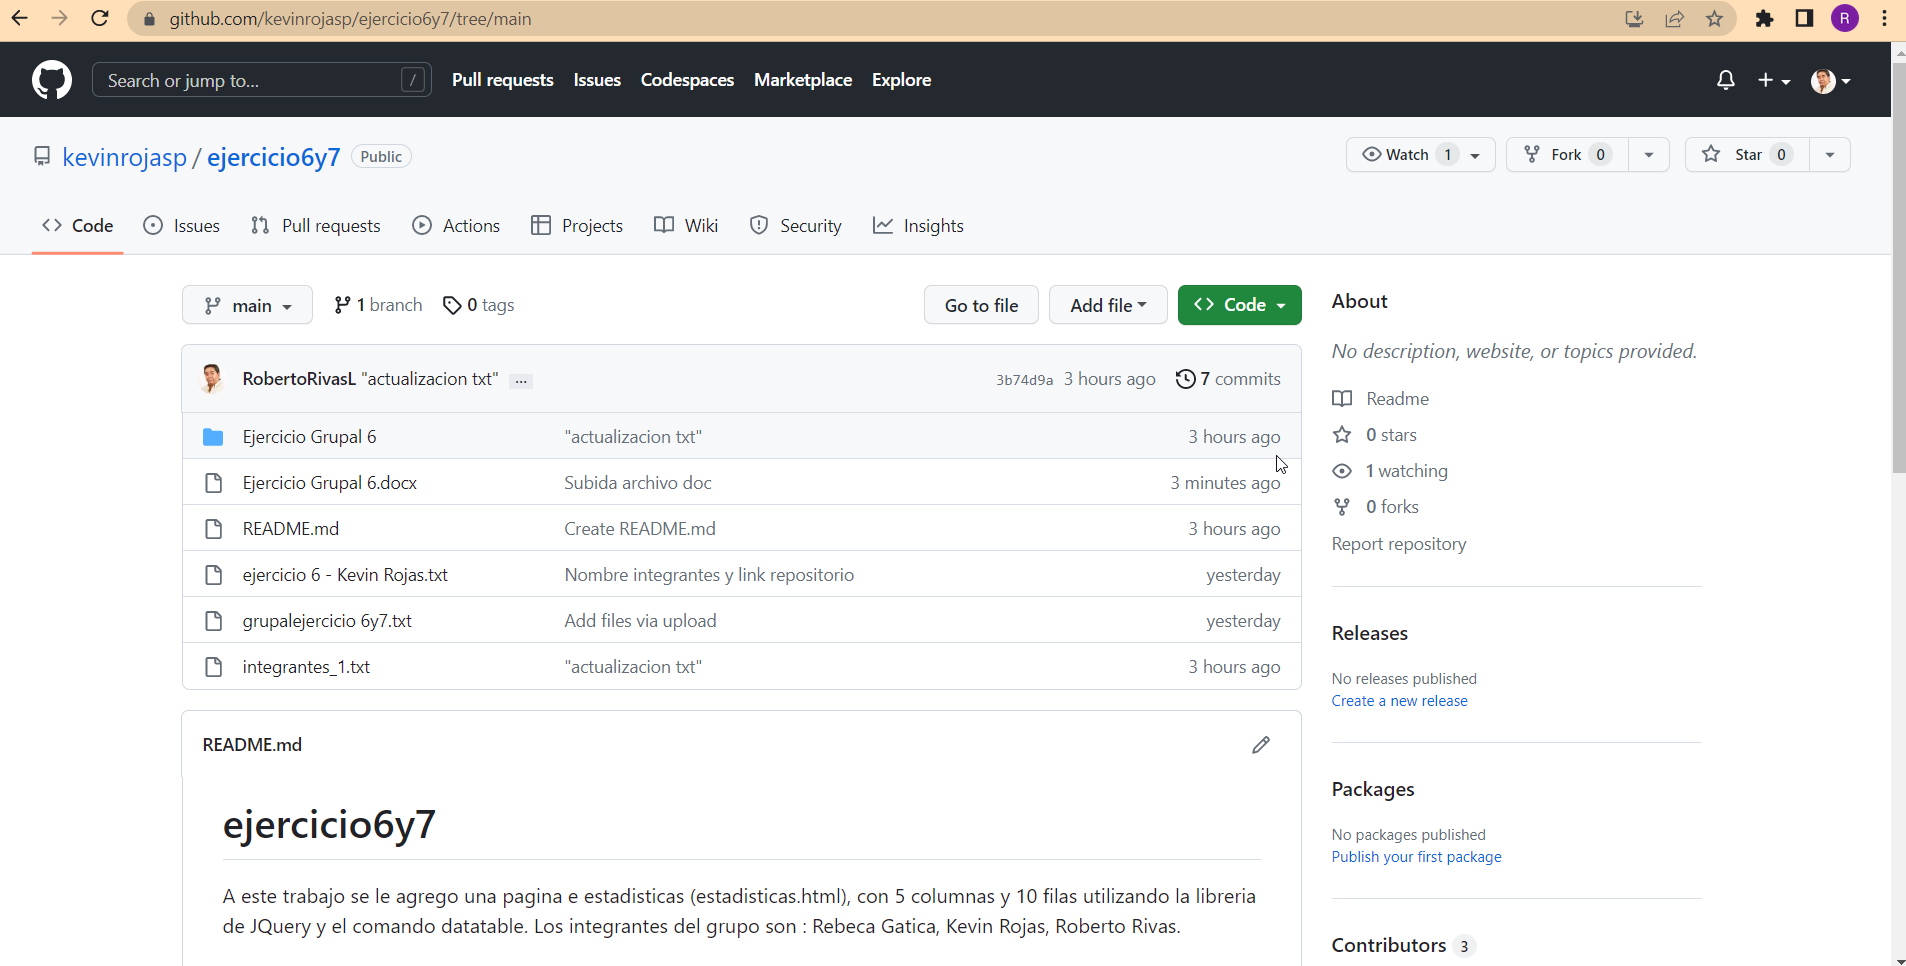 github.com/kevinrojasp/ejercicio6y7/tree/main
R
Search or jump to... /
Pull requests Issues Codespaces Marketplace Explore
kevinrojasp / ejercicio6y7 Public
Watch 1 Fork 0 Star 0
Code Issues Pull requests Actions Projects Wiki Security Insights
main 1 branch 0 tags Go to file Add file Code
RobertoRivasL "actualizacion txt" ... 3b74d9a 3 hours ago 7 commits
Ejercicio Grupal 6 "actualizacion txt" 3 hours ago
Ejercicio Grupal 6.docx Subida archivo doc 3 minutes ago
README.md Create README.md 3 hours ago
ejercicio 6 - Kevin Rojas.txt Nombre integrantes y link repositorio yesterday
grupalejercicio 6y7.txt Add files via upload yesterday
integrantes_1.txt "actualizacion txt" 3 hours ago
README.md
ejercicio6y7
A este trabajo se le agrego una pagina e estadisticas (estadisticas.html), con 5 columnas y 10 filas utilizando la libreria
de JQuery y el comando datatable. Los integrantes del grupo son : Rebeca Gatica, Kevin Rojas, Roberto Rivas.
About
No description, website, or topics provided.
Readme
0 stars
1 watching
0 forks
Report repository
Releases
No releases published
Create a new release
Packages
No packages published
Publish your first package
Contributors 3